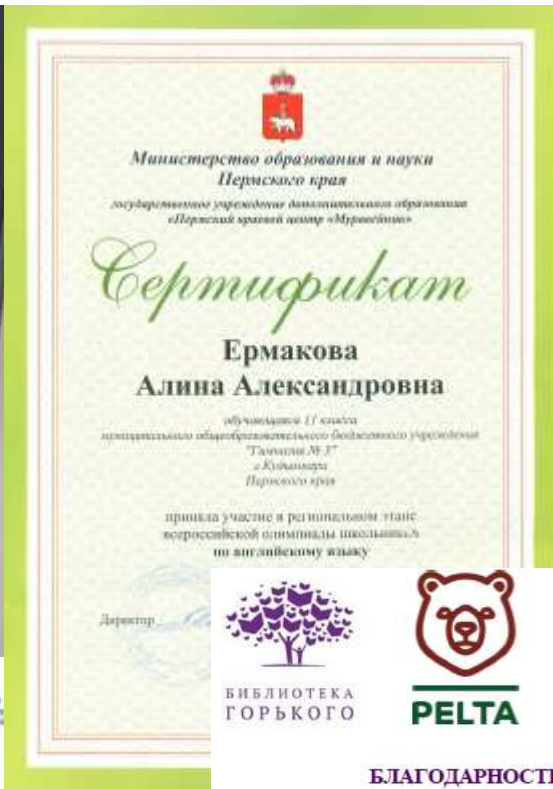 Министерство образования и науки
Пермского края
государственное учреждение дополнительного образования
«Пермский краевой центр «Муравейник»
Сертификат
Ермакова
Алина Александровна
обучающаяся 11 класса
муниципального общеобразовательного бюджетного учреждения
"Гимназия № 3"
г.Кудымкара
Пермского края
приняла участие в региональном этапе
всероссийской олимпиады школьников
по английскому языку
Директор
БИБЛИОТЕКА
ГОРЬКОГО
PELTA
БЛАГОДАРНОСТЬ